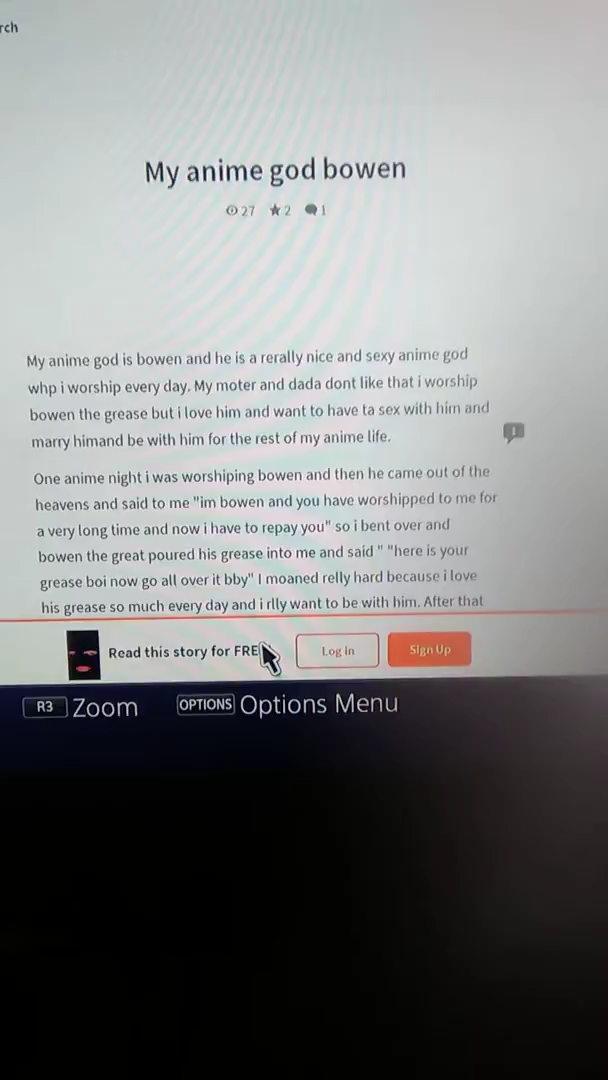 rch
My anime god bowen
27 2 1
My anime god is bowen and he is a rerally nice and sexy anime god
whp i worship every day. My moter and dada dont like that i worship
bowen the grease but i love him and want to have ta sex with him and
marry himand be with him for the rest of my anime life.
1
One anime night i was worshiping bowen and then he came out of the
heavens and said to me "im bowen and you have worshipped to me for
a very long time and now i have to repay you" so i bent over and
bowen the great poured his grease into me and said " "here is your
grease boi now go all over it bby" I moaned relly hard because i love
his grease so much every day and i rlly want to be with him. After that
Read this story for FRE
Log in
Sign Up
R3 Zoom OPTIONS Options Menu